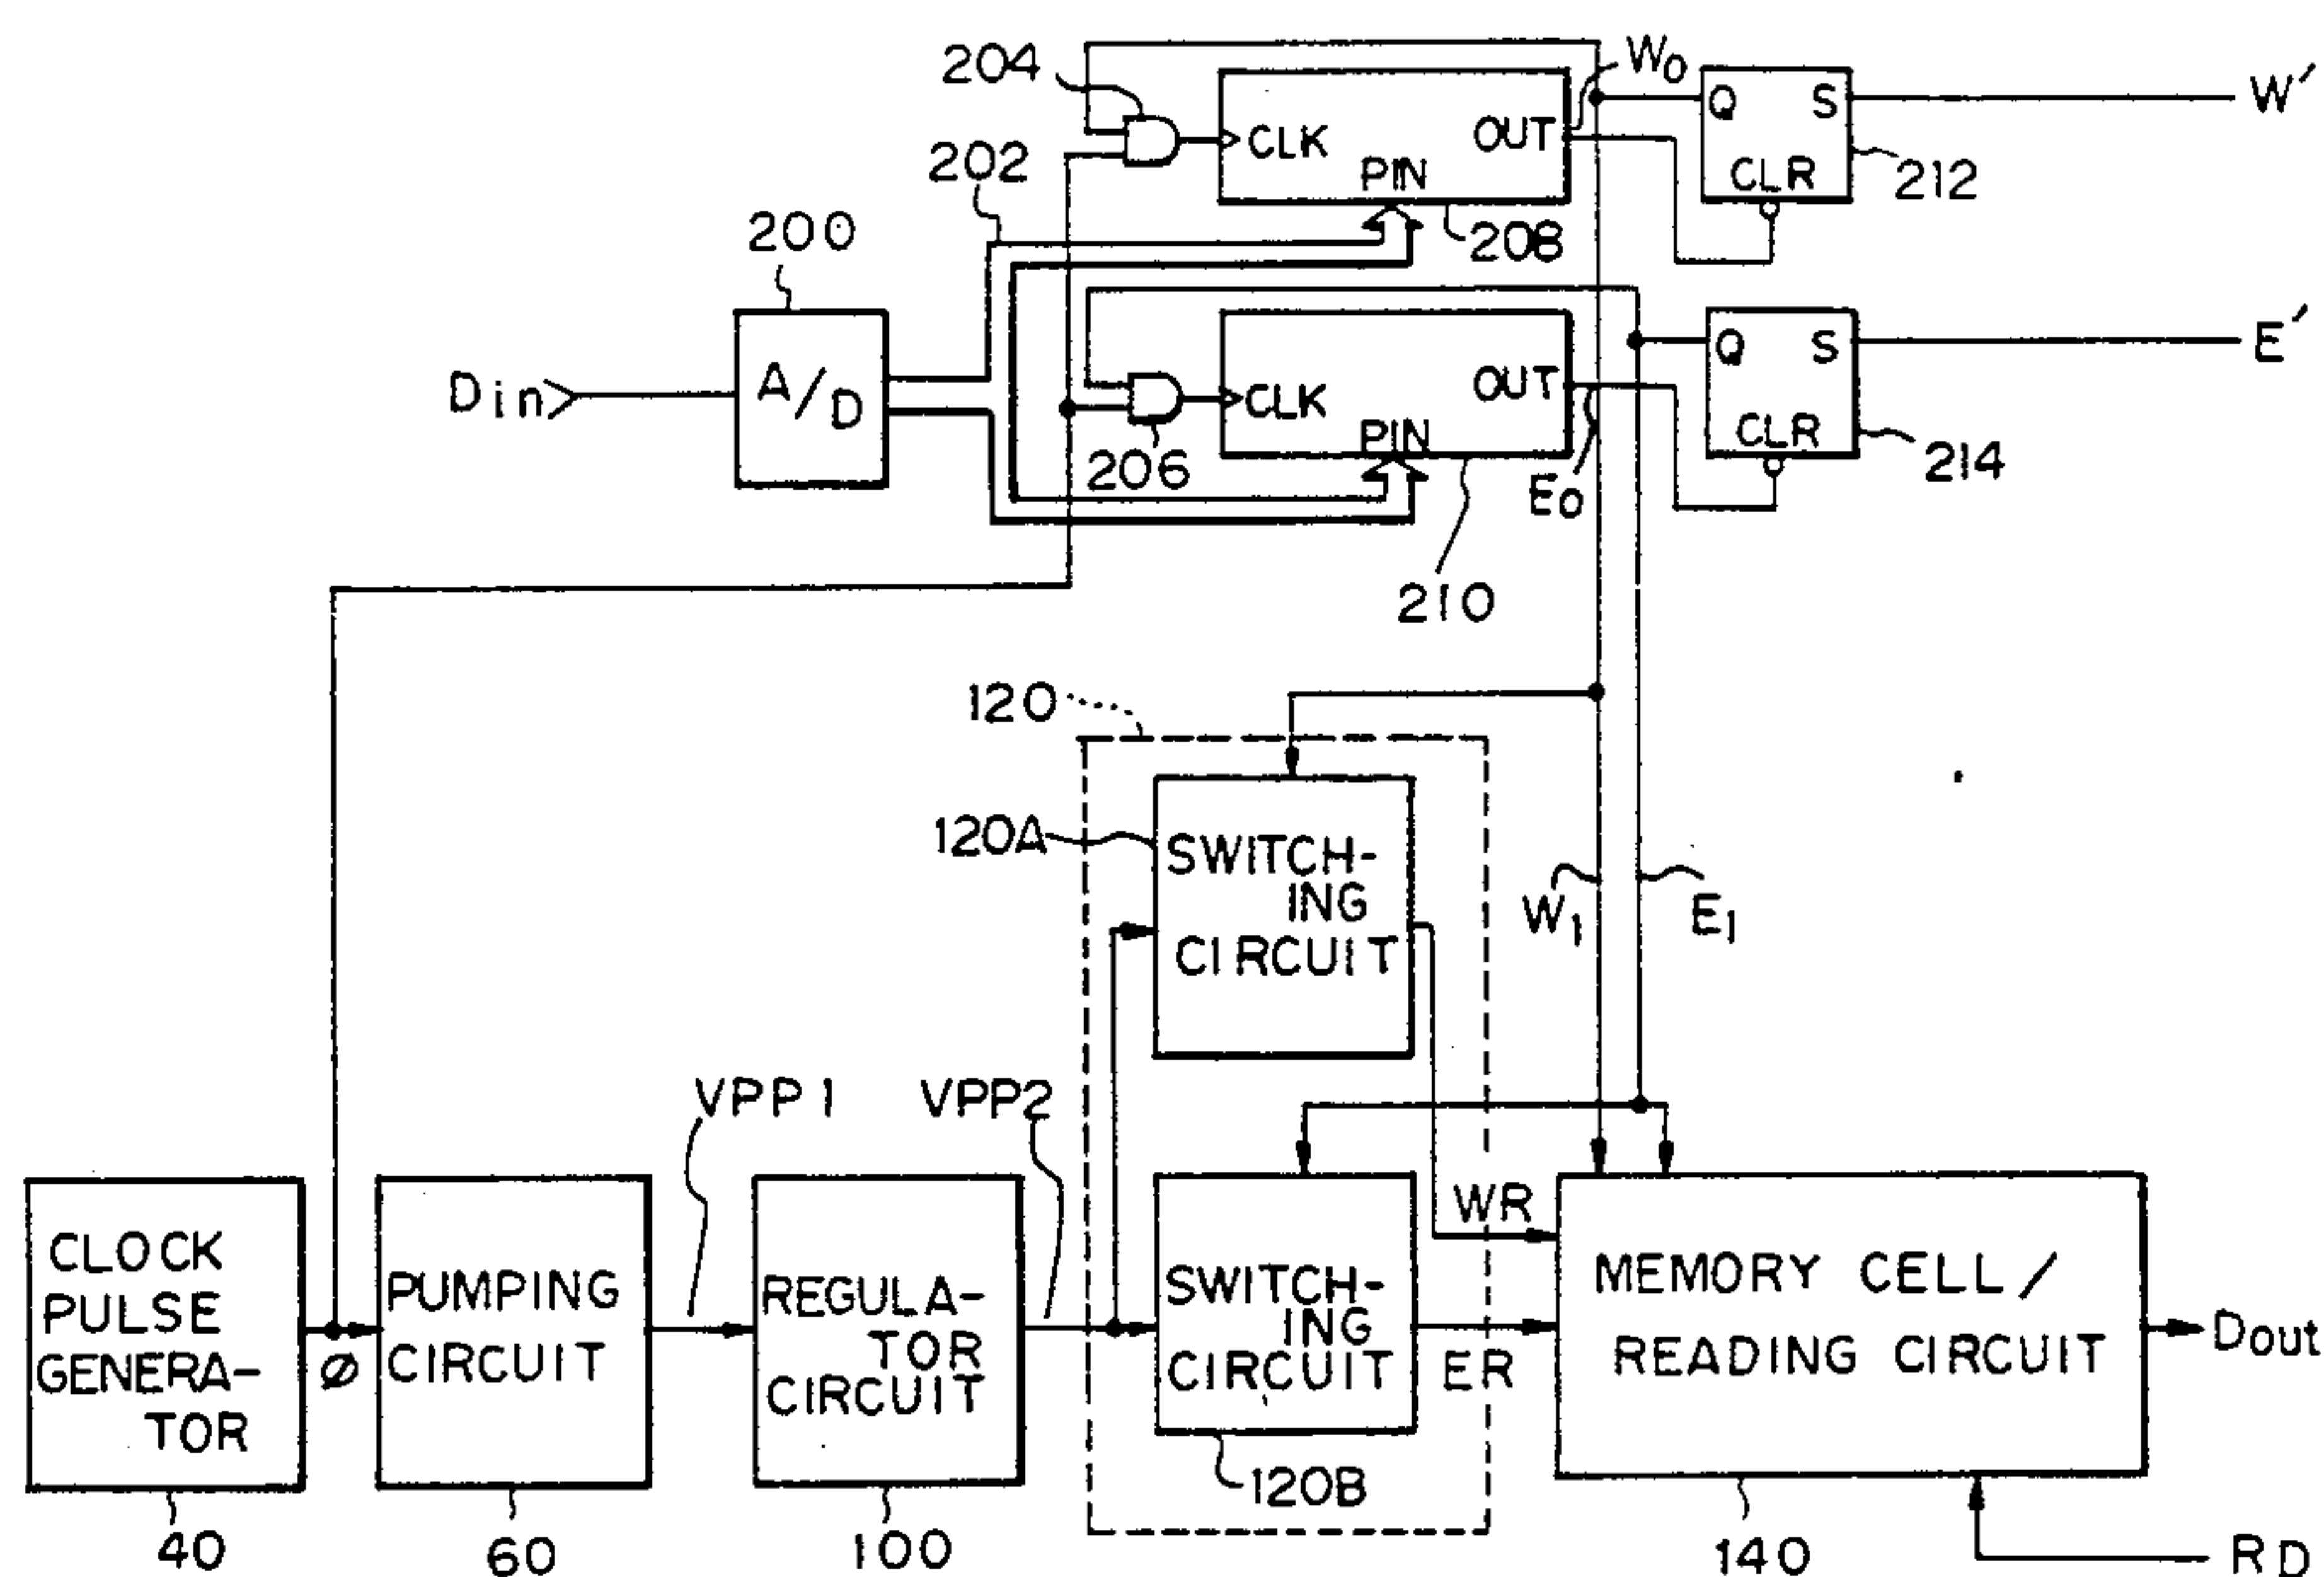 204
W0
Q S
W'
CLK
OUT
202
PIN
CLR
212
200
208
Din
A/D
CLK
OUT
Q S
E'
PIN
CLR
206
E0
214
210
120
120A
SWITCH-
ING
CIRCUIT
W1
E1
VPP1
VPP2
CLOCK
PULSE
GENERA-
TOR
Ø
PUMPING
CIRCUIT
REGULA-
TOR
CIRCUIT
SWITCH-
ING
CIRCUIT
WR
ER
MEMORY CELL/
READING CIRCUIT
Dout
120B
40
60
100
140
RD